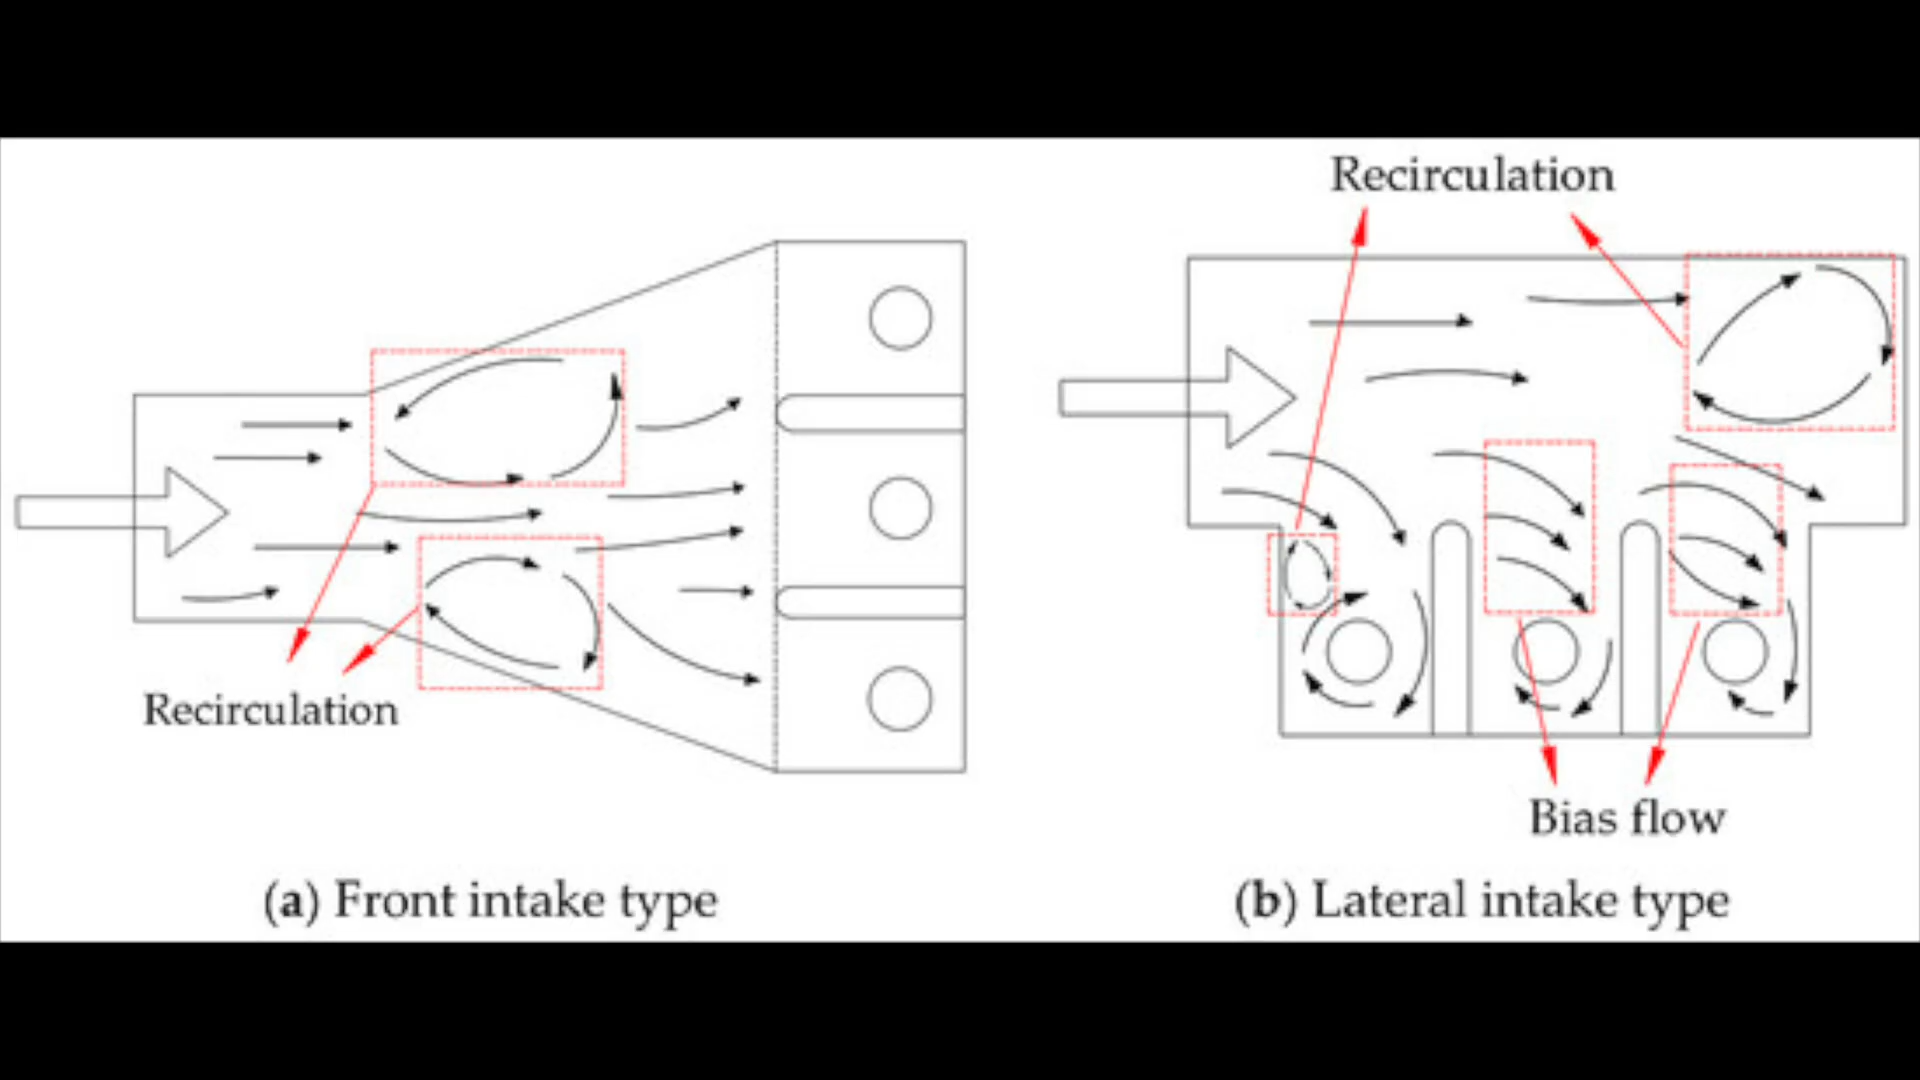 Recirculation
Recirculation
Bias flow
(a) Front intake type
(b) Lateral intake type